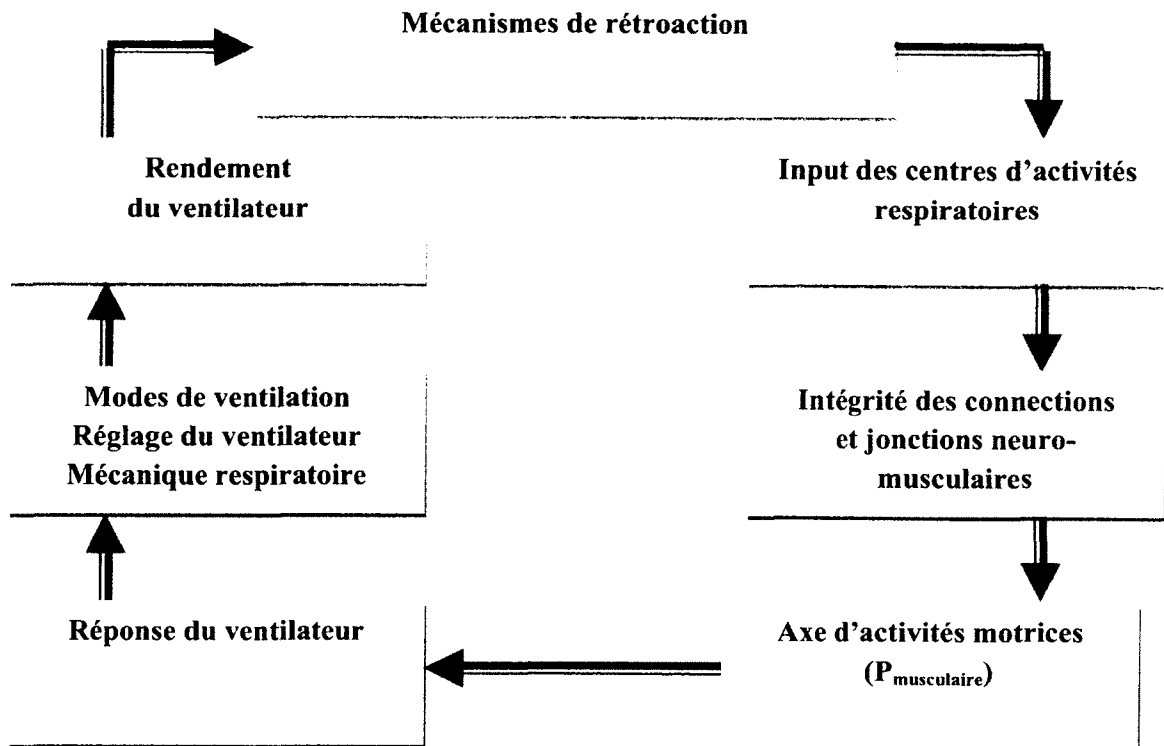 Mécanismes de rétroaction
Rendement
du ventilateur
Input des centres d'activités
respiratoires
Modes de ventilation
Réglage du ventilateur
Mécanique respiratoire
Intégrité des connections
et jonctions neuro-
musculaires
Réponse du ventilateur
Axe d'activités motrices
(Pmusculaire)